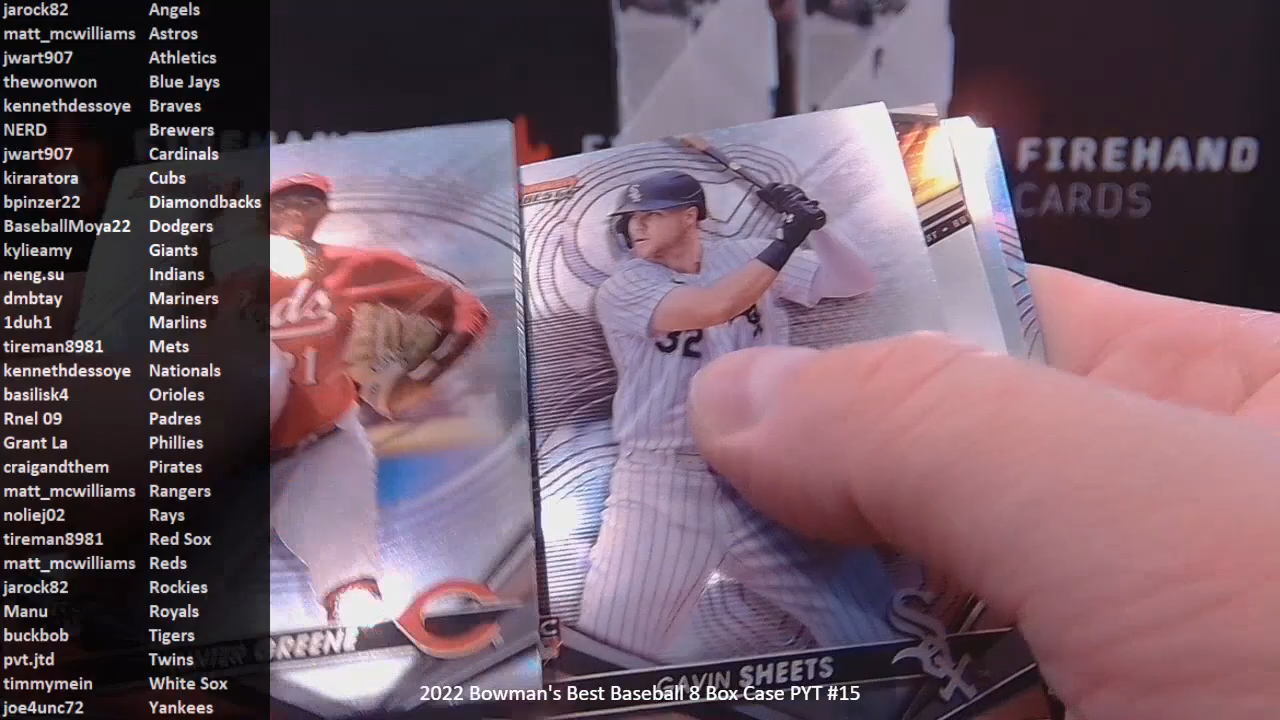 jarock82 Angels
matt_mcwilliams Astros
jwart907 Athletics
thewonwon Blue Jays
kennethdessoye Braves
NERD Brewers
jwart907 Cardinals
kiraratora Cubs
bpinzer22 Diamondbacks
BaseballMoya22 Dodgers
kylieamy Giants
neng.su Indians
dmbtay Mariners
1duh1 Marlins
tireman8981 Mets
kennethdessoye Nationals
basilisk4 Orioles
Rnel 09 Padres
Grant La Phillies
craigandthem Pirates
matt_mcwilliams Rangers
noliej02 Rays
tireman8981 Red Sox
matt_mcwilliams Reds
jarock82 Rockies
Manu Royals
buckbob Tigers
pvt.jtd Twins
timmymein White Sox
joe4unc72 Yankees
FIREHAND
CARDS
32
GREENE
GAVIN SHEETS
Sox
2022 Bowman's Best Baseball 8 Box Case PYT #15